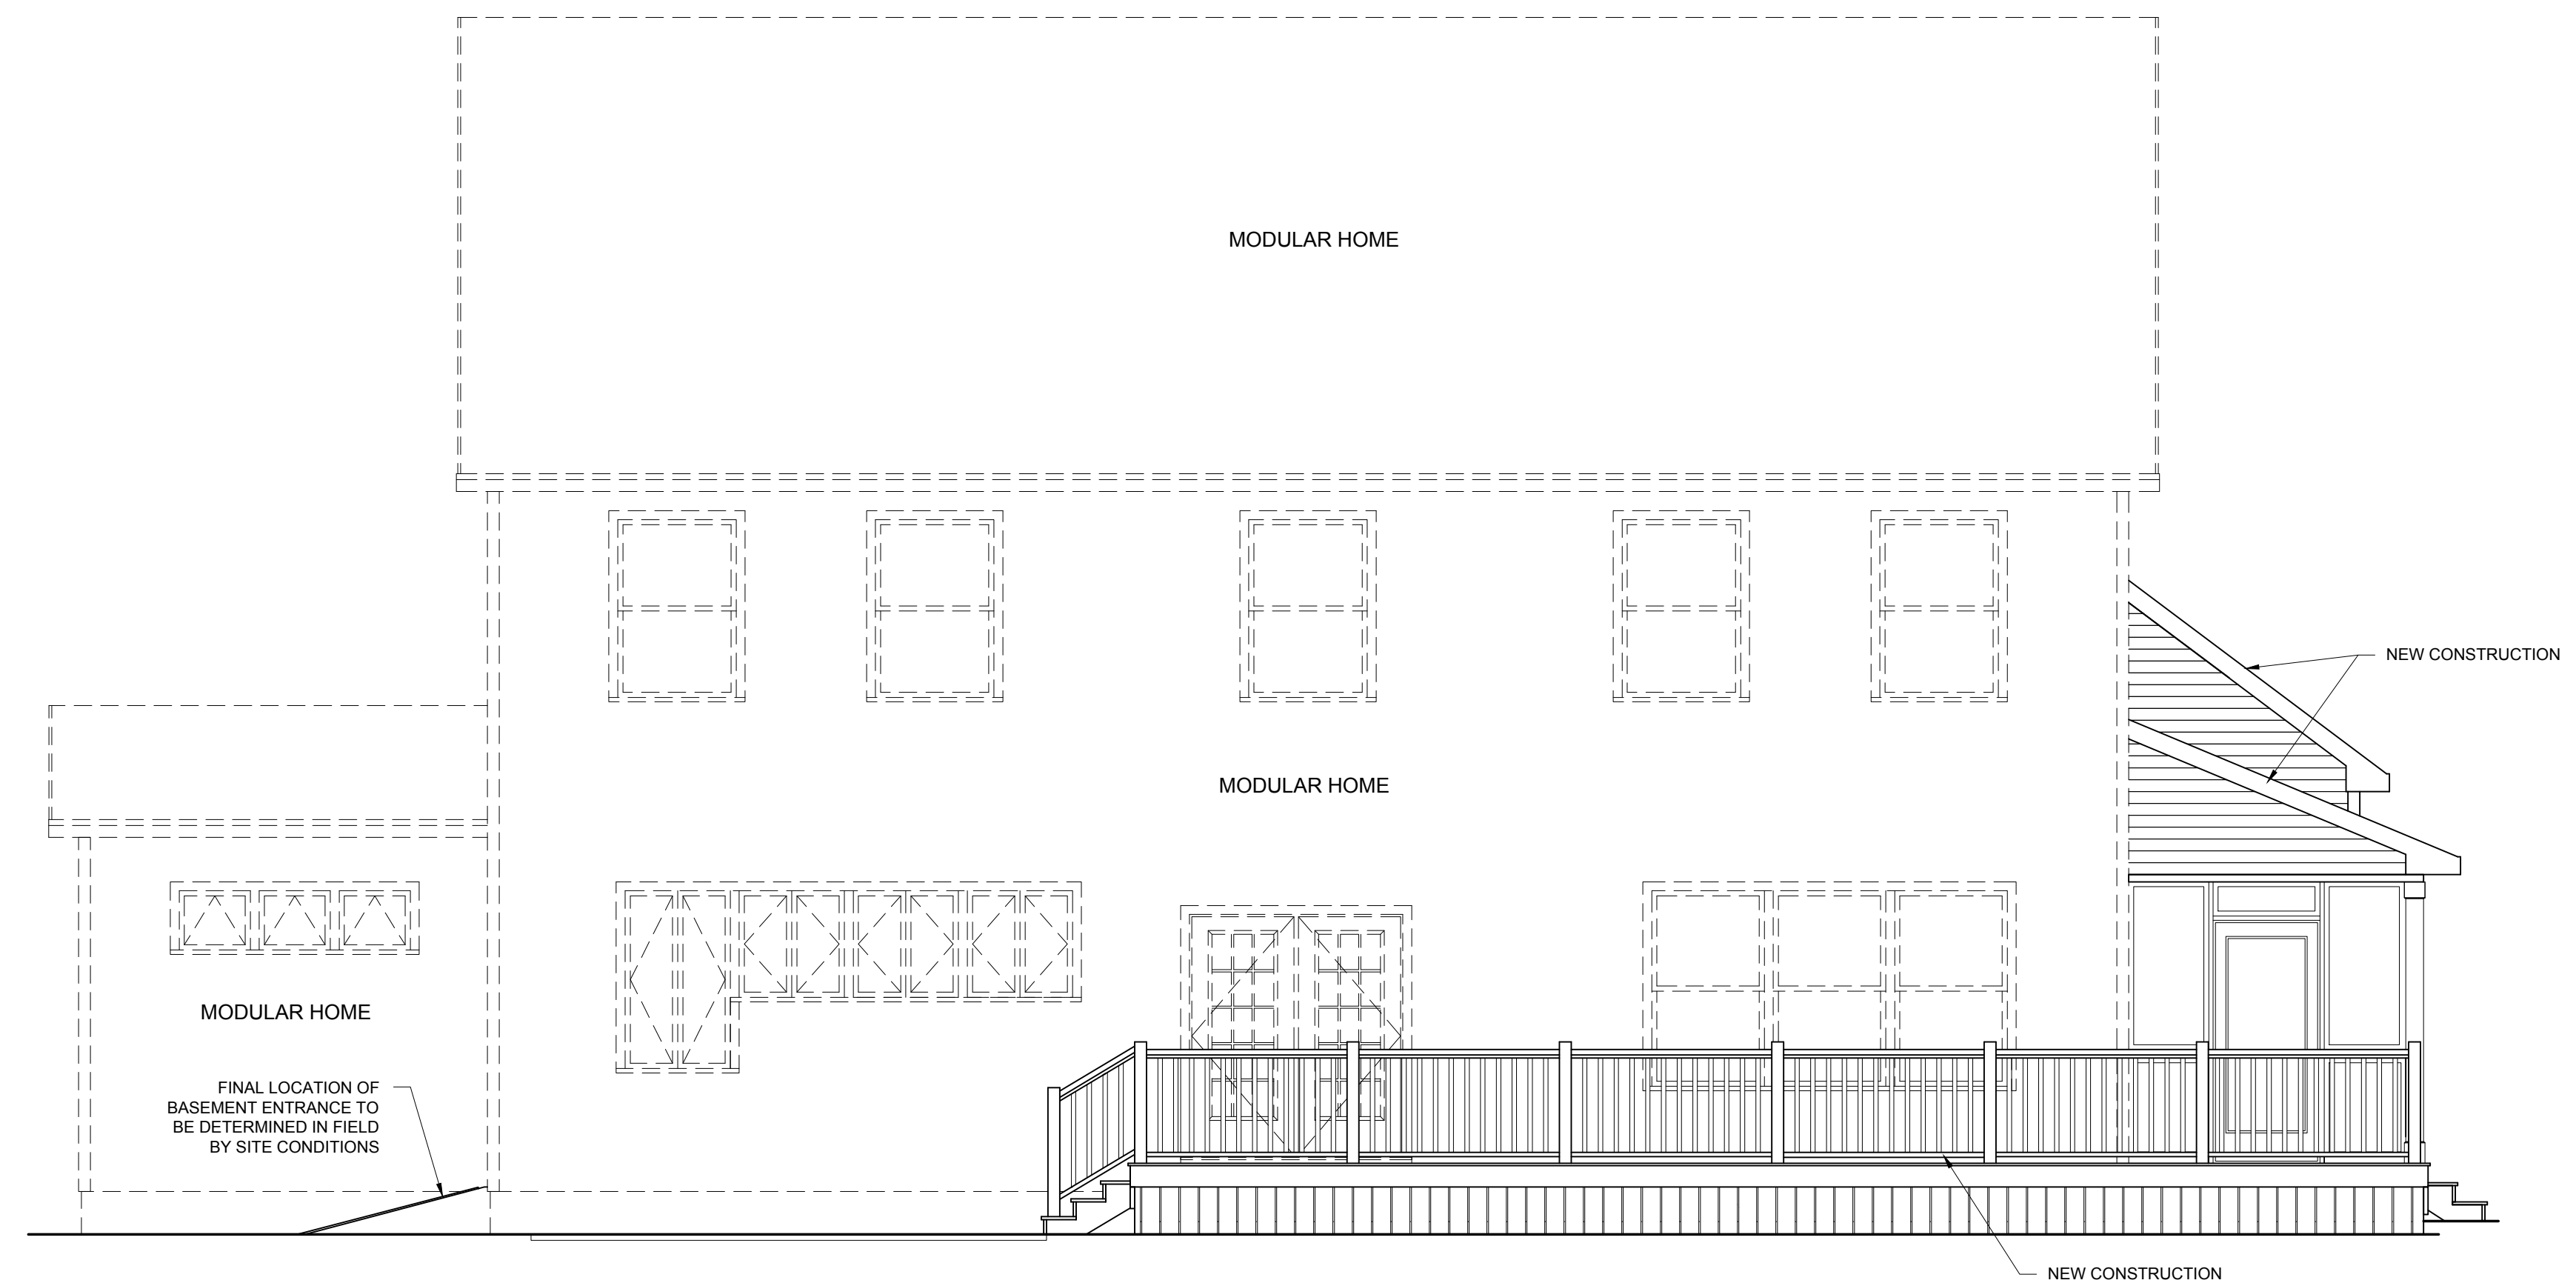 MODULAR HOME
NEW CONSTRUCTION
MODULAR HOME
MODULAR HOME
FINAL LOCATION OF
BASEMENT ENTRANCE TO
BE DETERMINED IN FIELD
BY SITE CONDITIONS
NEW CONSTRUCTION